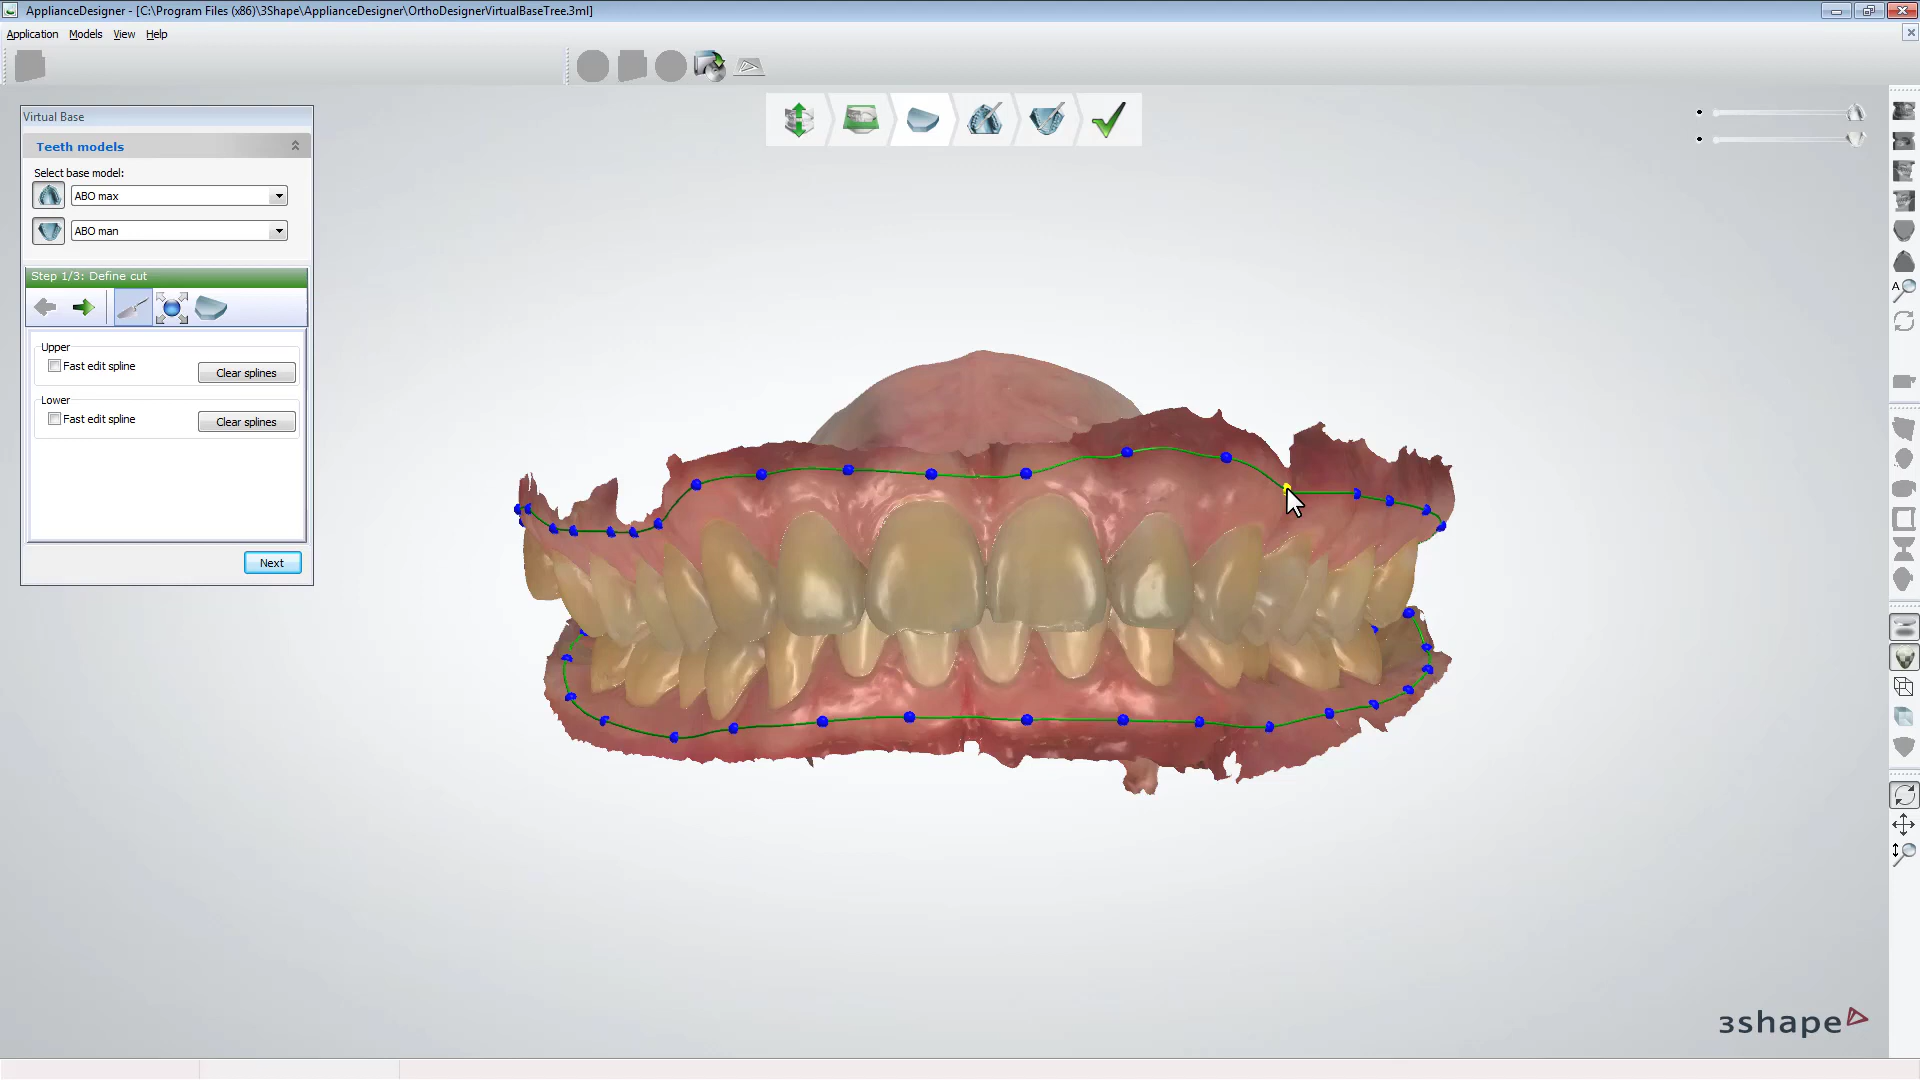 ApplianceDesigner - [C:\Program Files (x86)\3Shape\ApplianceDesigner\OrthoDesignerVirtualBaseTree.3ml]
Application Models View Help
Virtual Base
Teeth models
Select base model:
ABO max
ABO man
Step 1/3: Define cut
Upper
Fast edit spline
Clear splines
Lower
Fast edit spline
Clear splines
Next
A
3shape